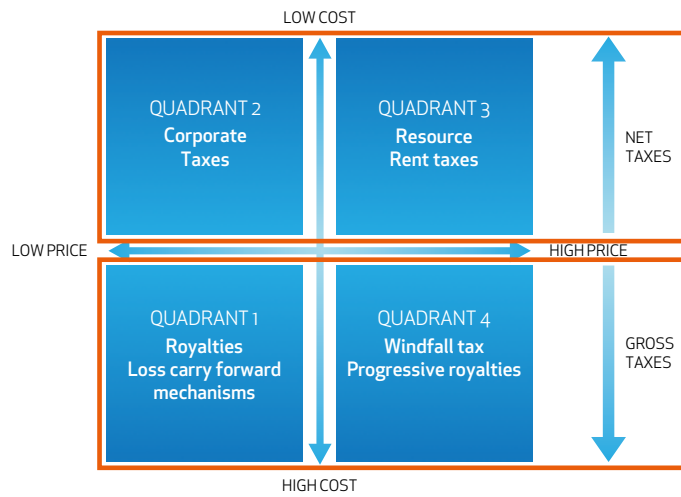 LOW COST
QUADRANT 2
Corporate
Taxes
QUADRANT 3
Resource
Rent taxes
NET
TAXES
LOW PRICE
HIGH PRICE
QUADRANT 1
Royalties
Loss carry forward
mechanisms
QUADRANT 4
Windfall tax
Progressive royalties
GROSS
TAXES
HIGH COST